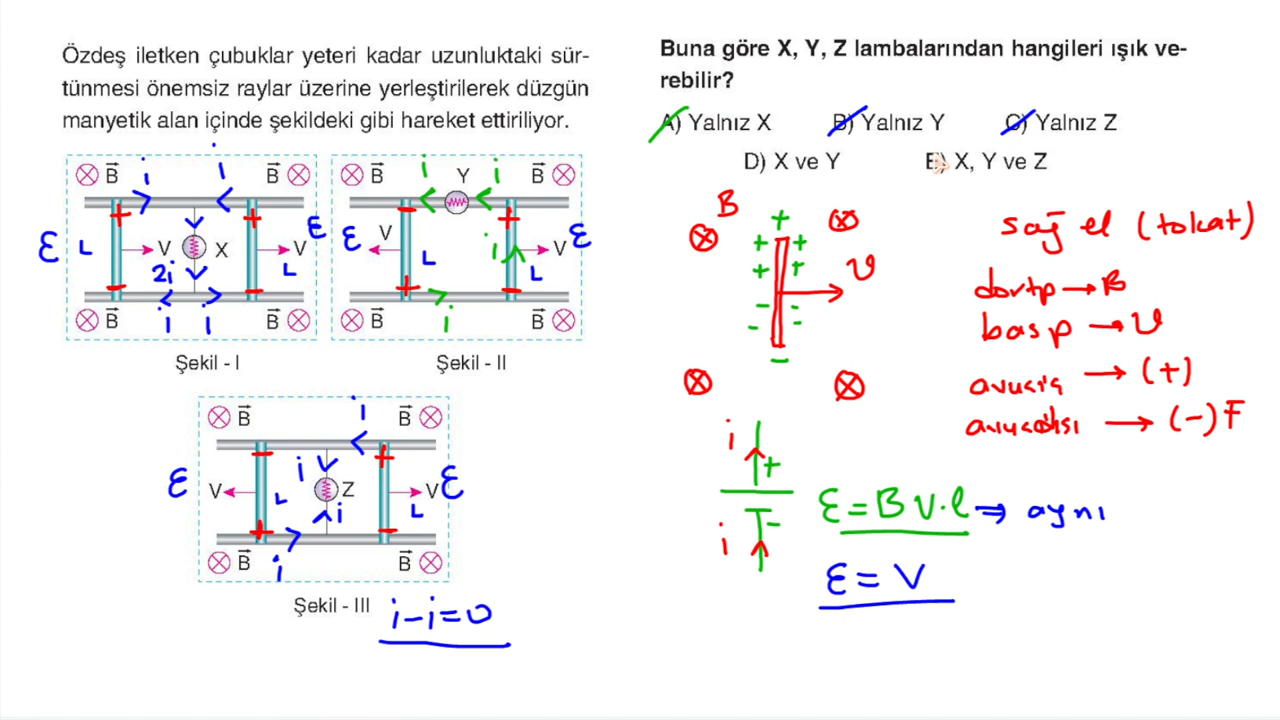 Özdeş iletken çubuklar yeteri kadar uzunluktaki sür-
tünmesi önemsiz raylar üzerine yerleştirilerek düzgün
manyetik alan içinde şekildeki gibi hareket ettiriliyor.
B B i i
ε L V X V L ε
2i
B i i B
Şekil - I
B i Y i B
ε V L i V L ε
B i B
Şekil - II
B i B
ε V L i Z i V L ε
B i B
Şekil - III
i-i=0
Buna göre X, Y, Z lambalarından hangileri ışık ve-
rebilir?
A) Yalnız X B) Yalnız Y C) Yalnız Z
D) X ve Y E) X, Y ve Z
B
+
+ +
+ +
V
- -
- -
-
sağ el (tokat)
dörtp → B
başp → V
avuciç → (+)
avuçdışı → (-) F
i +
i -
ε = B V . l ⇒ aynı
ε = V